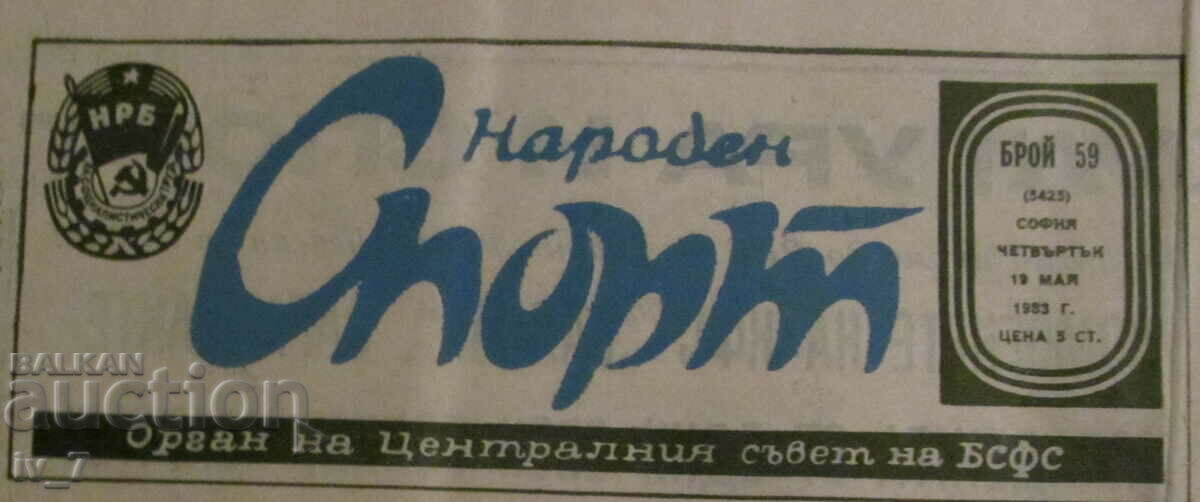 НРБ
Народен
Спорт
БРОЙ 59
(5425)
СОФИЯ
ЧЕТВЪРТЪК
19 МАЙ
1983 Г.
ЦЕНА 5 СТ.
Орган на Централния съвет на БСФС
BALKAN
auction
iv_7